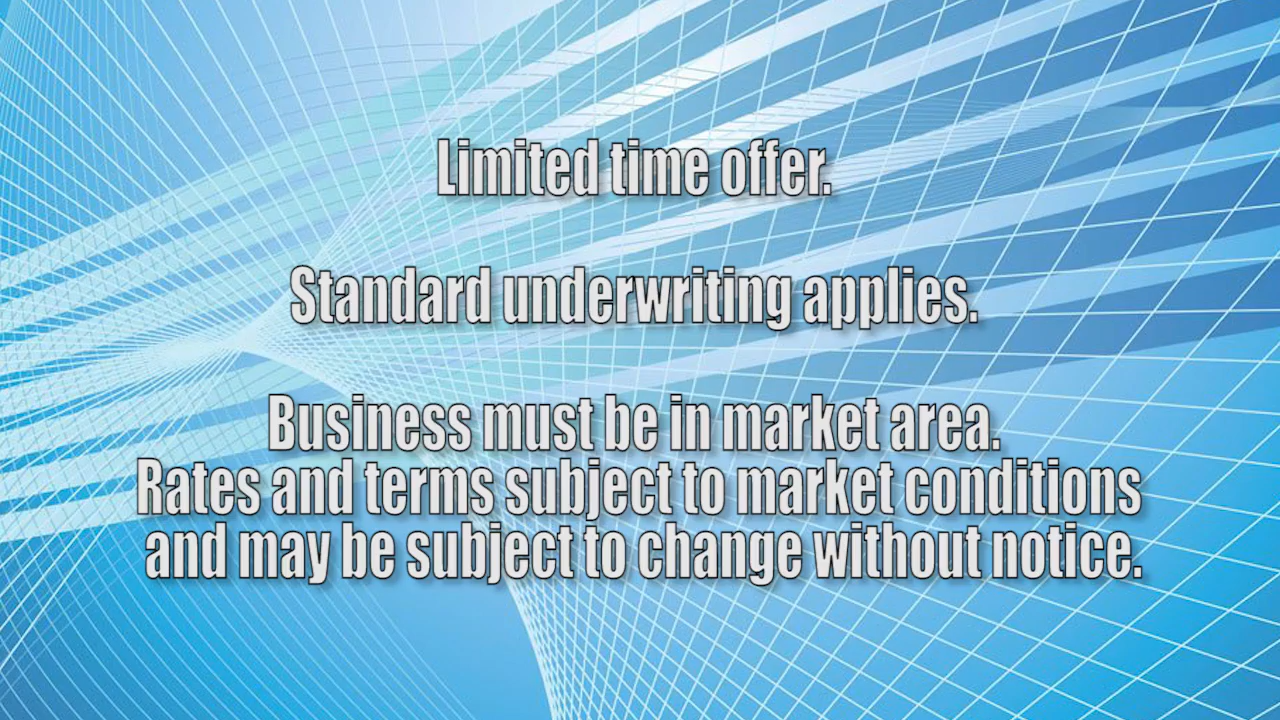 Limited time offer.
Standard underwriting applies.
Business must be in market area.
Rates and terms subject to market conditions
and may be subject to change without notice.